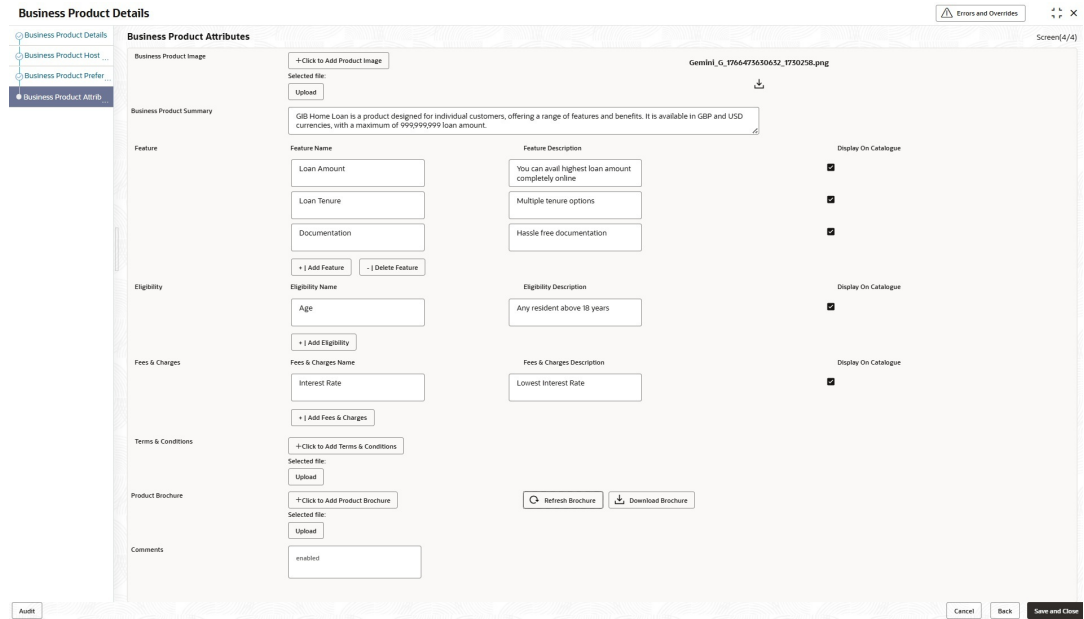 Business Product Details
Errors and Overrides
Business Product Details
Business Product Host ...
Business Product Prefer ...
Business Product Attrib ...
Business Product Attributes
Screen(4/4)
Business Product Image
+Click to Add Product Image
Gemini_G_1766473630632_1730258.png
Selected file:
Upload
Business Product Summary
GIB Home Loan is a product designed for individual customers, offering a range of features and benefits. It is available in GBP and USD
currencies, with a maximum of 999,999,999 loan amount.
Feature
Feature Name
Feature Description
Display On Catalogue
Loan Amount
You can avail highest loan amount
completely online
Loan Tenure
Multiple tenure options
Documentation
Hassle free documentation
+ | Add Feature
- | Delete Feature
Eligibility
Eligibility Name
Eligibility Description
Display On Catalogue
Age
Any resident above 18 years
+ | Add Eligibility
Fees & Charges
Fees & Charges Name
Fees & Charges Description
Display On Catalogue
Interest Rate
Lowest Interest Rate
+ | Add Fees & Charges
Terms & Conditions
+Click to Add Terms & Conditions
Selected file:
Upload
Product Brochure
+Click to Add Product Brochure
Refresh Brochure
Download Brochure
Selected file:
Upload
Comments
enabled
Audit
Cancel
Back
Save and Close